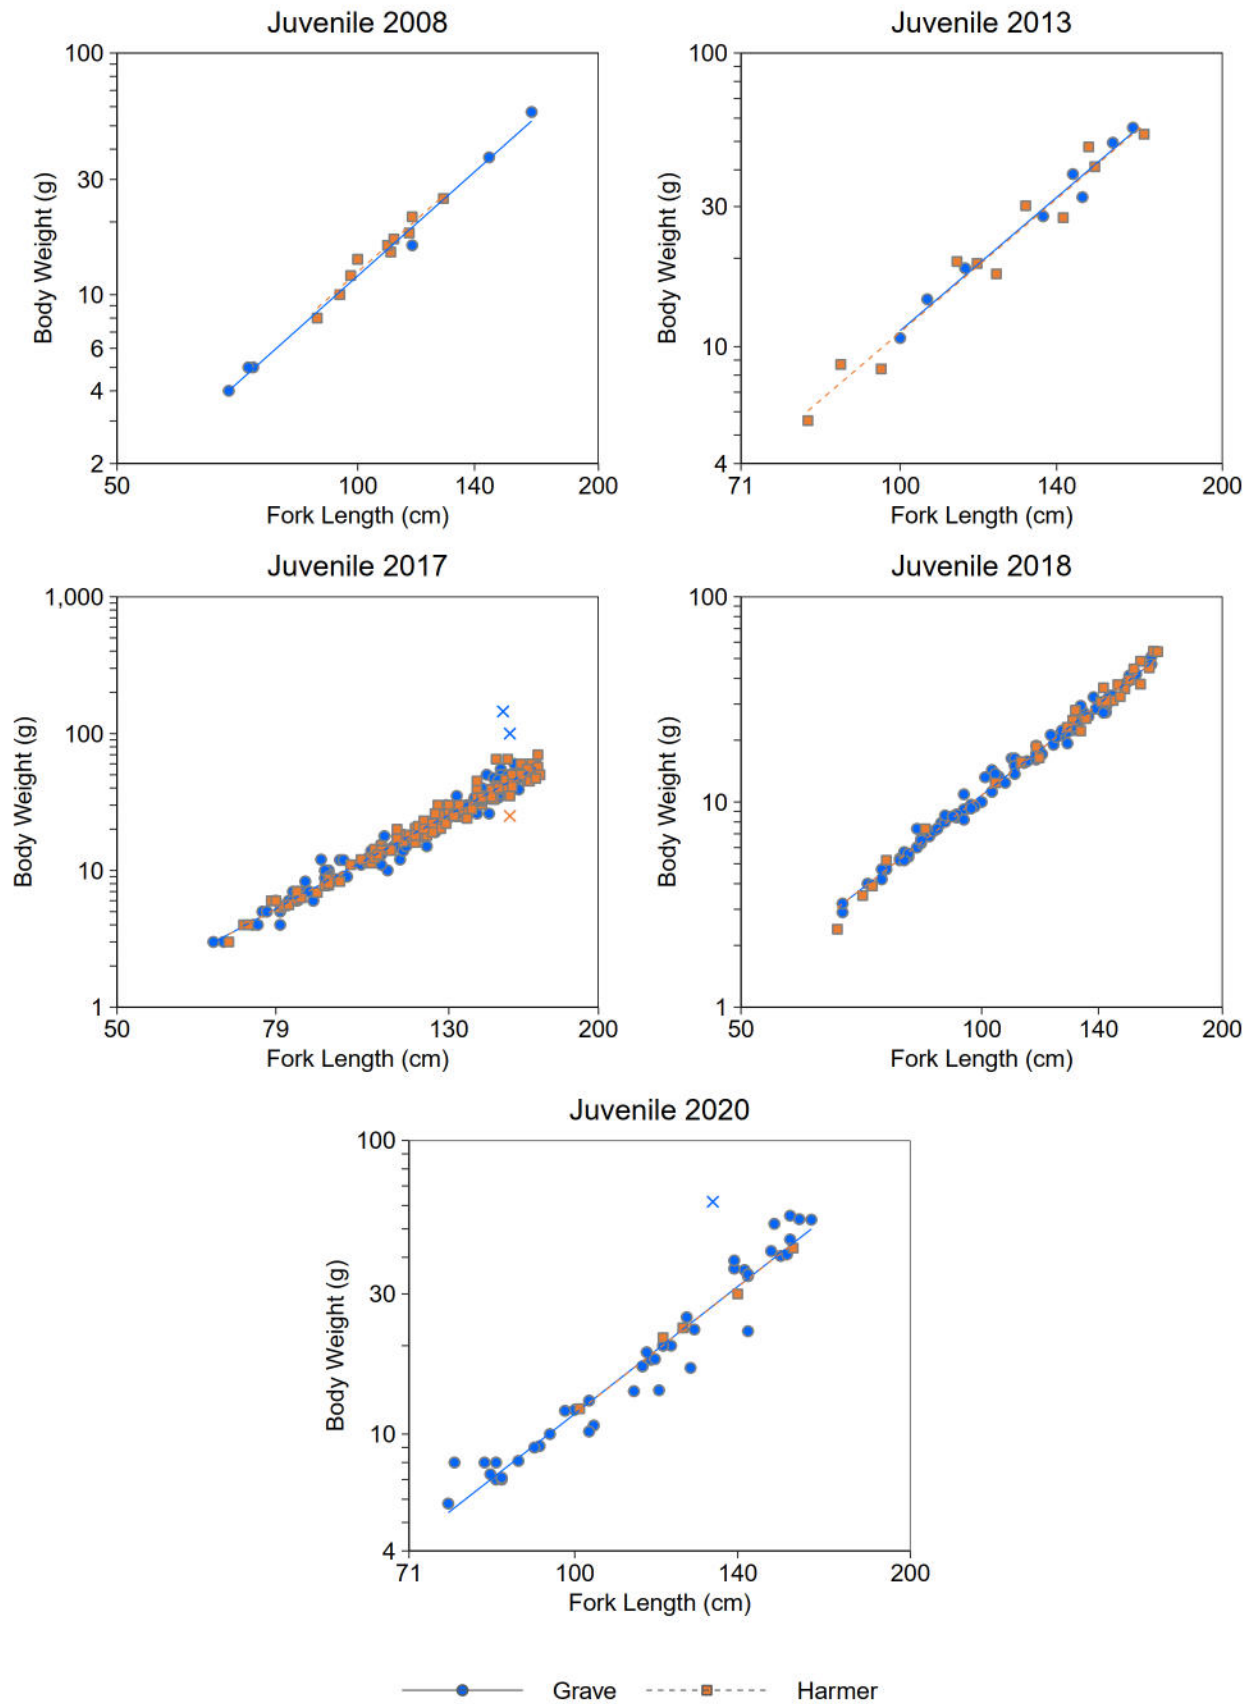 Juvenile 2008
Juvenile 2013
100
30
10
6
4
2
Body Weight (g)
50
100
140
200
Fork Length (cm)
100
30
10
4
Body Weight (g)
71
100
140
200
Fork Length (cm)
Juvenile 2017
Juvenile 2018
1,000
100
10
1
Body Weight (g)
50
79
130
200
Fork Length (cm)
100
10
1
Body Weight (g)
50
100
140
200
Fork Length (cm)
Juvenile 2020
100
30
10
4
Body Weight (g)
71
100
140
200
Fork Length (cm)
Grave
Harmer